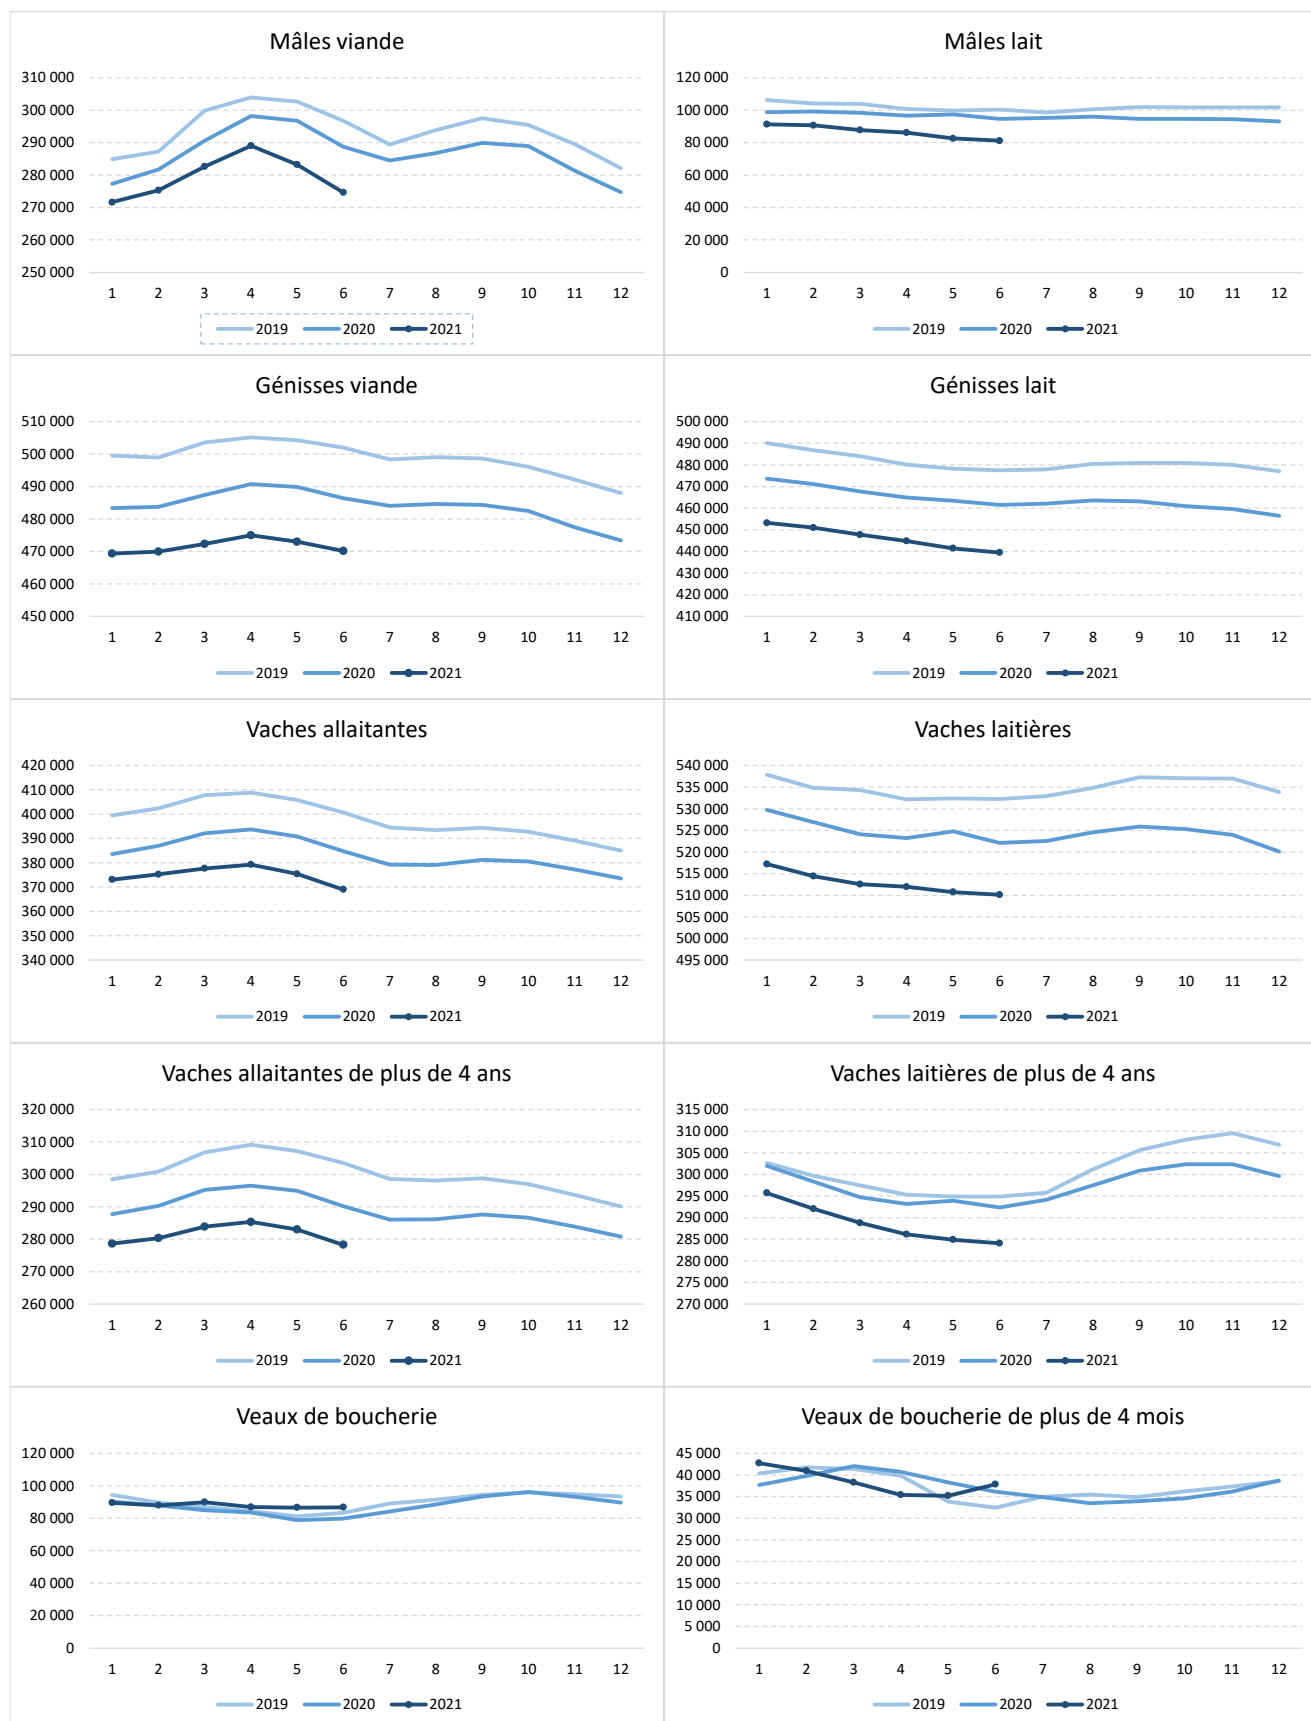 Mâles viande
310 000
300 000
290 000
280 000
270 000
260 000
250 000
1 2 3 4 5 6 7 8 9 10 11 12
2019 2020 2021
Mâles lait
120 000
100 000
80 000
60 000
40 000
20 000
0
1 2 3 4 5 6 7 8 9 10 11 12
2019 2020 2021
Génisses viande
510 000
500 000
490 000
480 000
470 000
460 000
450 000
1 2 3 4 5 6 7 8 9 10 11 12
2019 2020 2021
Génisses lait
500 000
490 000
480 000
470 000
460 000
450 000
440 000
430 000
420 000
410 000
1 2 3 4 5 6 7 8 9 10 11 12
2019 2020 2021
Vaches allaitantes
420 000
410 000
400 000
390 000
380 000
370 000
360 000
350 000
340 000
1 2 3 4 5 6 7 8 9 10 11 12
2019 2020 2021
Vaches laitières
540 000
535 000
530 000
525 000
520 000
515 000
510 000
505 000
500 000
495 000
1 2 3 4 5 6 7 8 9 10 11 12
2019 2020 2021
Vaches allaitantes de plus de 4 ans
320 000
310 000
300 000
290 000
280 000
270 000
260 000
1 2 3 4 5 6 7 8 9 10 11 12
2019 2020 2021
Vaches laitières de plus de 4 ans
315 000
310 000
305 000
300 000
295 000
290 000
285 000
280 000
275 000
270 000
1 2 3 4 5 6 7 8 9 10 11 12
2019 2020 2021
Veaux de boucherie
120 000
100 000
80 000
60 000
40 000
20 000
0
1 2 3 4 5 6 7 8 9 10 11 12
2019 2020 2021
Veaux de boucherie de plus de 4 mois
45 000
40 000
35 000
30 000
25 000
20 000
15 000
10 000
5 000
0
1 2 3 4 5 6 7 8 9 10 11 12
2019 2020 2021